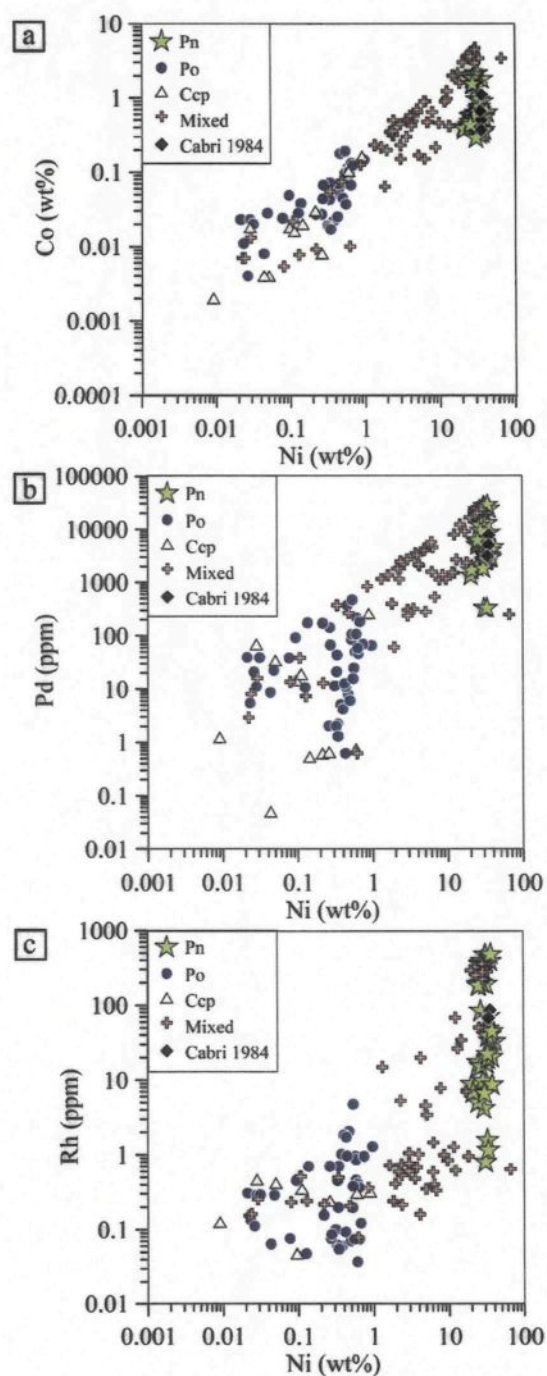 a
10
1
0.1
0.01
0.001
0.0001
Co (wt%)
Pn
Po
Ccp
Mixed
Cabri 1984
0.001 0.01 0.1 1 10 100
Ni (wt%)
b
100000
10000
1000
100
10
1
0.1
0.01
Pd (ppm)
Pn
Po
Ccp
Mixed
Cabri 1984
0.001 0.01 0.1 1 10 100
Ni (wt%)
c
1000
100
10
1
0.1
0.01
Rh (ppm)
Pn
Po
Ccp
Mixed
Cabri 1984
0.001 0.01 0.1 1 10 100
Ni (wt%)